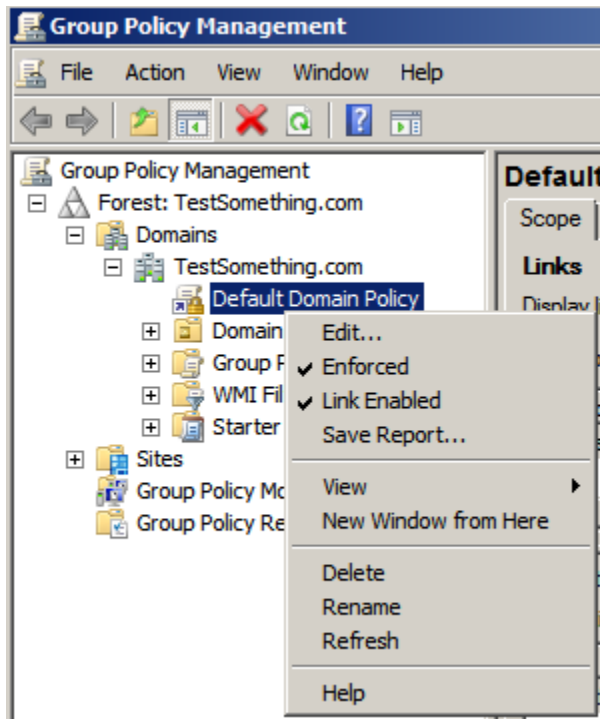 Group Policy Management
File Action View Window Help
Group Policy Management
Forest: TestSomething.com
Domains
TestSomething.com
Default Domain Policy
Domain
Group P
WMI Fil
Starter
Sites
Group Policy Mo
Group Policy Re
Default
Scope
Links
Display
Edit...
Enforced
Link Enabled
Save Report...
View
New Window from Here
Delete
Rename
Refresh
Help